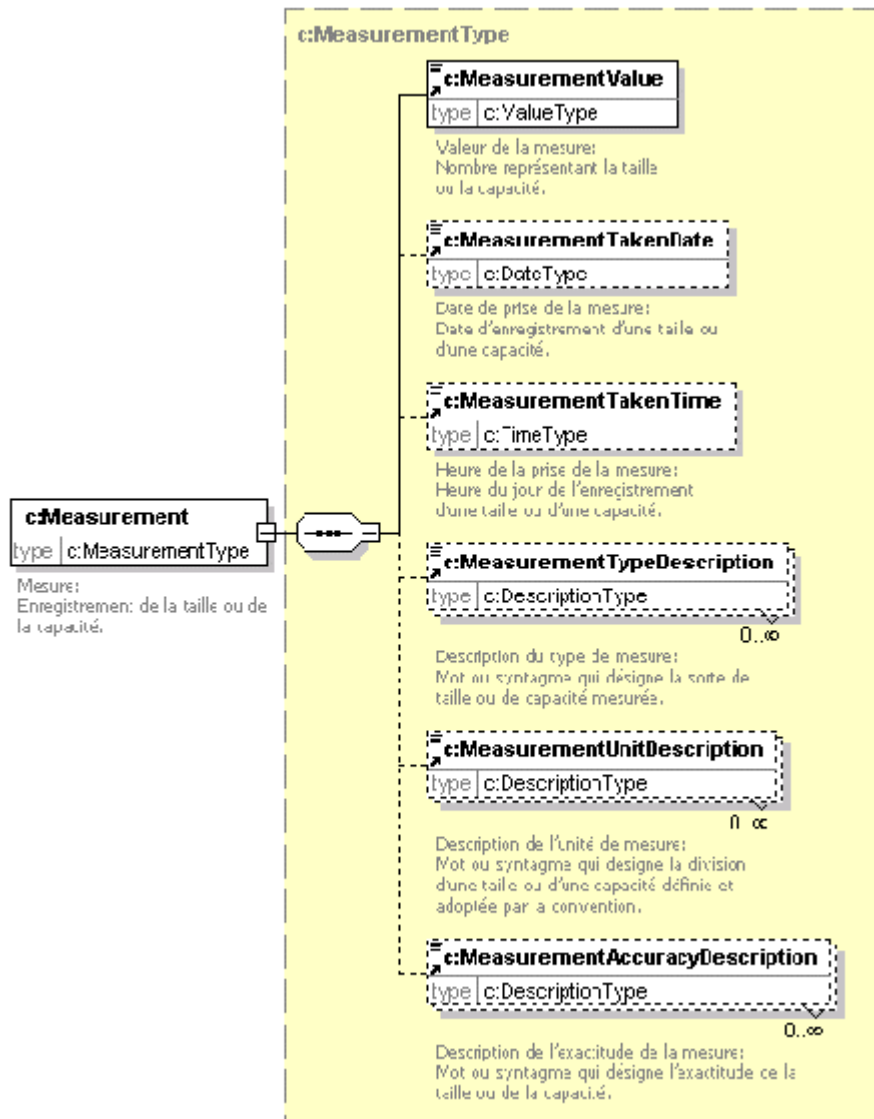 c:MeasurementType
c:MeasurementValue
type c:ValueType
Valeur de la mesure:
Nombre représentant la taille
ou la capacité.
c:MeasurementTakenDate
type c:DateType
Date de prise de la mesure:
Date d'enregistrement d'une taille ou
d'une capacité.
c:MeasurementTakenTime
type c:TimeType
Heure de la prise de la mesure:
Heure du jour de l'enregistrement
d'une taille ou d'une capacité.
c:Measurement
type c:MeasurementType
Mesure:
Enregistrement de la taille ou de
la capacité.
c:MeasurementTypeDescription
type c:DescriptionType
0..∞
Description du type de mesure:
Mot ou syntagme qui désigne la sorte de
taille ou de capacité mesurée.
c:MeasurementUnitDescription
type c:DescriptionType
0..∞
Description de l'unité de mesure:
Mot ou syntagme qui désigne la division
d'une taille ou d'une capacité définie et
adoptée par la convention.
c:MeasurementAccuracyDescription
type c:DescriptionType
0..∞
Description de l'exactitude de la mesure:
Mot ou syntagme qui désigne l'exactitude de la
taille ou de la capacité.